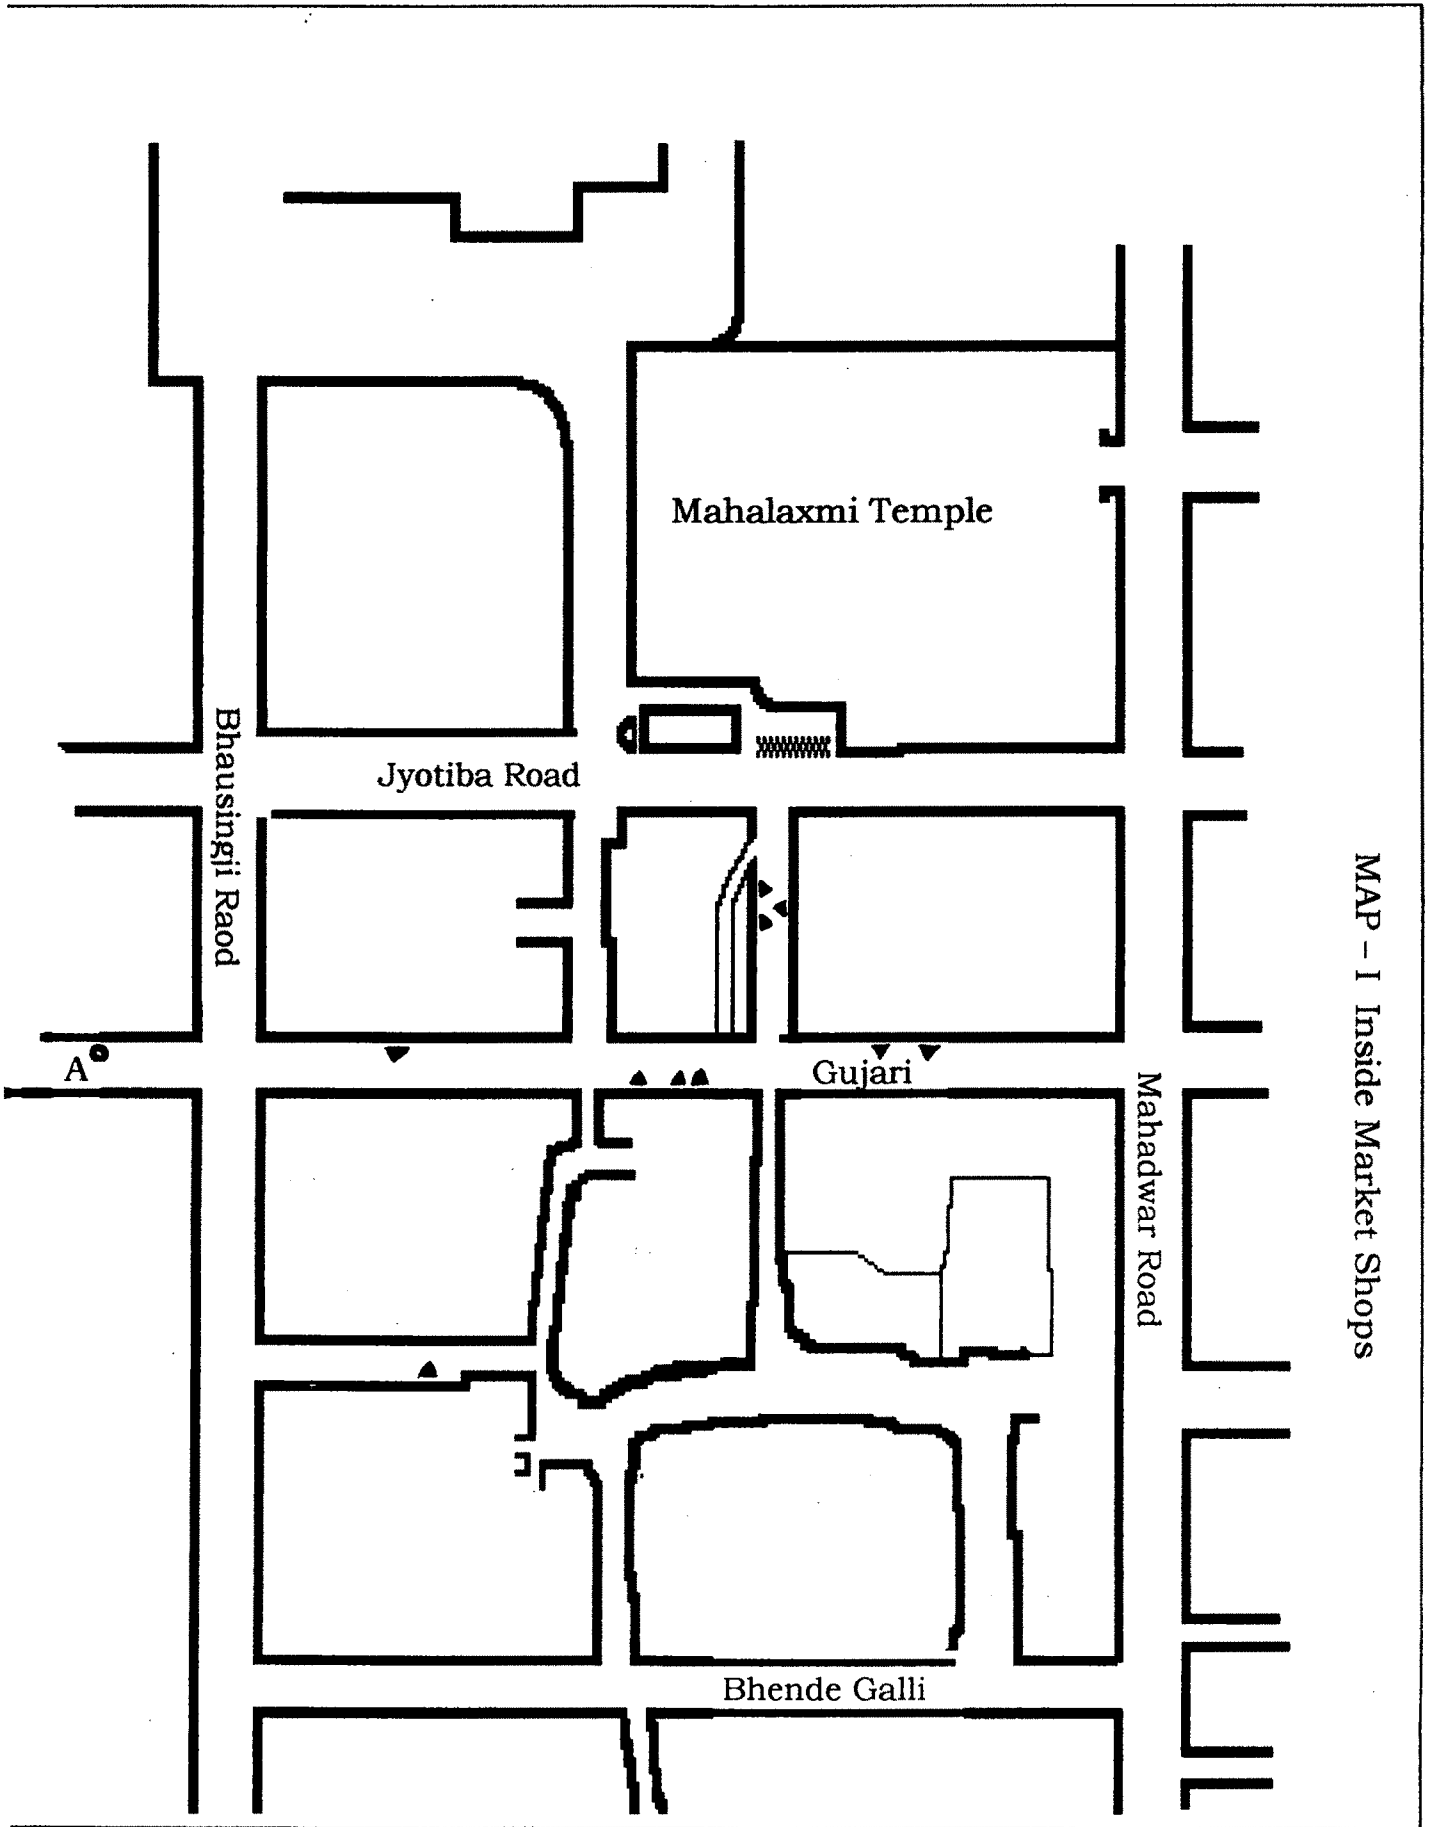 Mahalaxmi Temple
Jyotiba Road
Bhausingji Raod
A
Gujari
Mahadwar Road
Bhende Galli
MAP – I Inside Market Shops